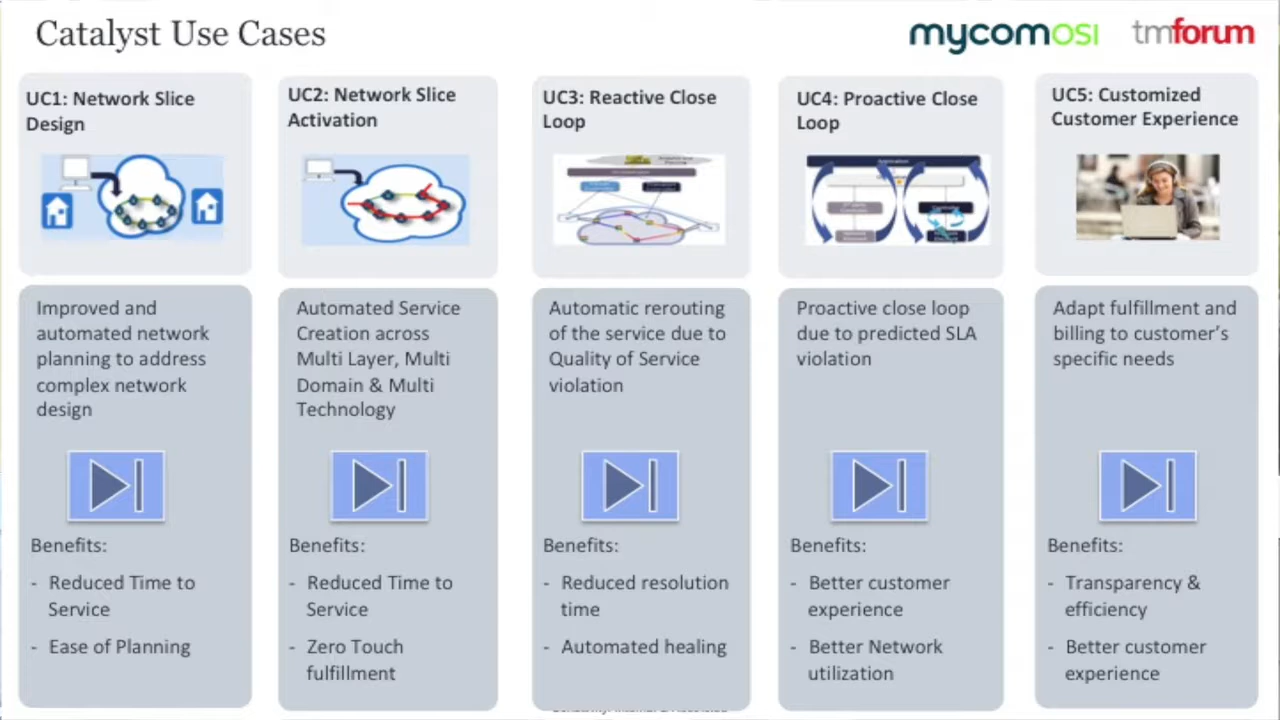 Catalyst Use Cases
mycomosi
tmforum
UC1: Network Slice
Design
Improved and
automated network
planning to address
complex network
design
Benefits:
- Reduced Time to
Service
- Ease of Planning
UC2: Network Slice
Activation
Automated Service
Creation across
Multi Layer, Multi
Domain & Multi
Technology
Benefits:
- Reduced Time to
Service
- Zero Touch
fulfillment
UC3: Reactive Close
Loop
Automatic rerouting
of the service due to
Quality of Service
violation
Benefits:
- Reduced resolution
time
- Automated healing
UC4: Proactive Close
Loop
Proactive close loop
due to predicted SLA
violation
Benefits:
- Better customer
experience
- Better Network
utilization
UC5: Customized
Customer Experience
Adapt fulfillment and
billing to customer's
specific needs
Benefits:
- Transparency &
efficiency
- Better customer
experience